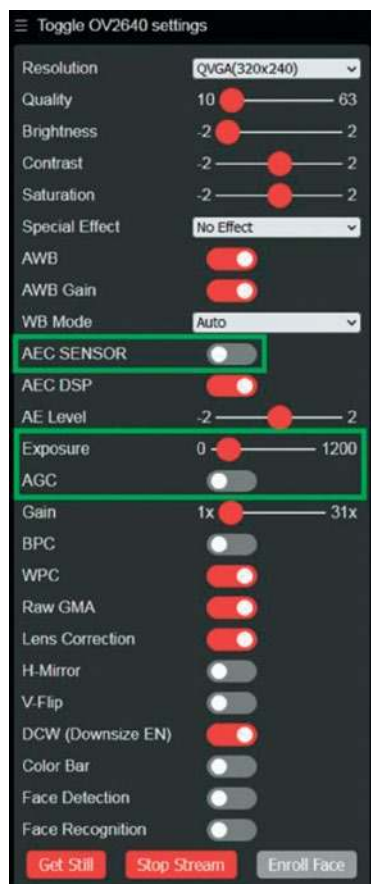 Toggle OV2640 settings
Resolution QVGA(320x240)
Quality 10 63
Brightness -2 2
Contrast -2 2
Saturation -2 2
Special Effect No Effect
AWB
AWB Gain
WB Mode Auto
AEC SENSOR
AEC DSP
AE Level -2 2
Exposure 0 1200
AGC
Gain 1x 31x
BPC
WPC
Raw GMA
Lens Correction
H-Mirror
V-Flip
DCW (Downsize EN)
Color Bar
Face Detection
Face Recognition
Get Still Stop Stream Enroll Face